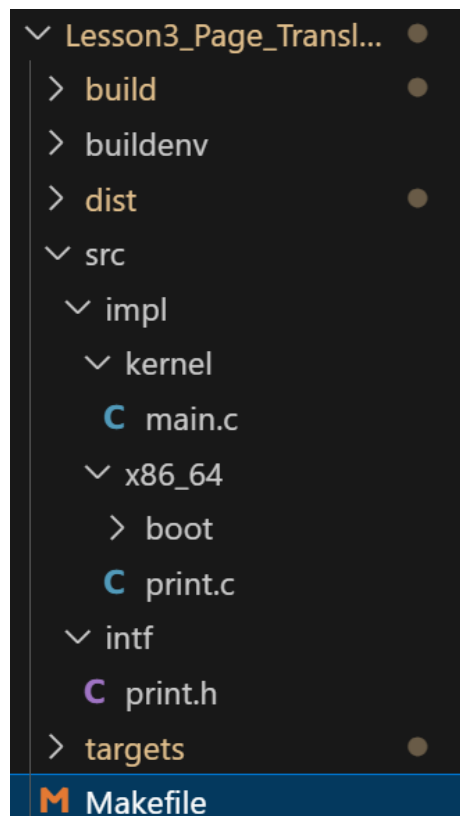 Lesson3_Page_Transl...
build
buildenv
dist
src
impl
kernel
C main.c
x86_64
boot
C print.c
intf
C print.h
targets
M Makefile